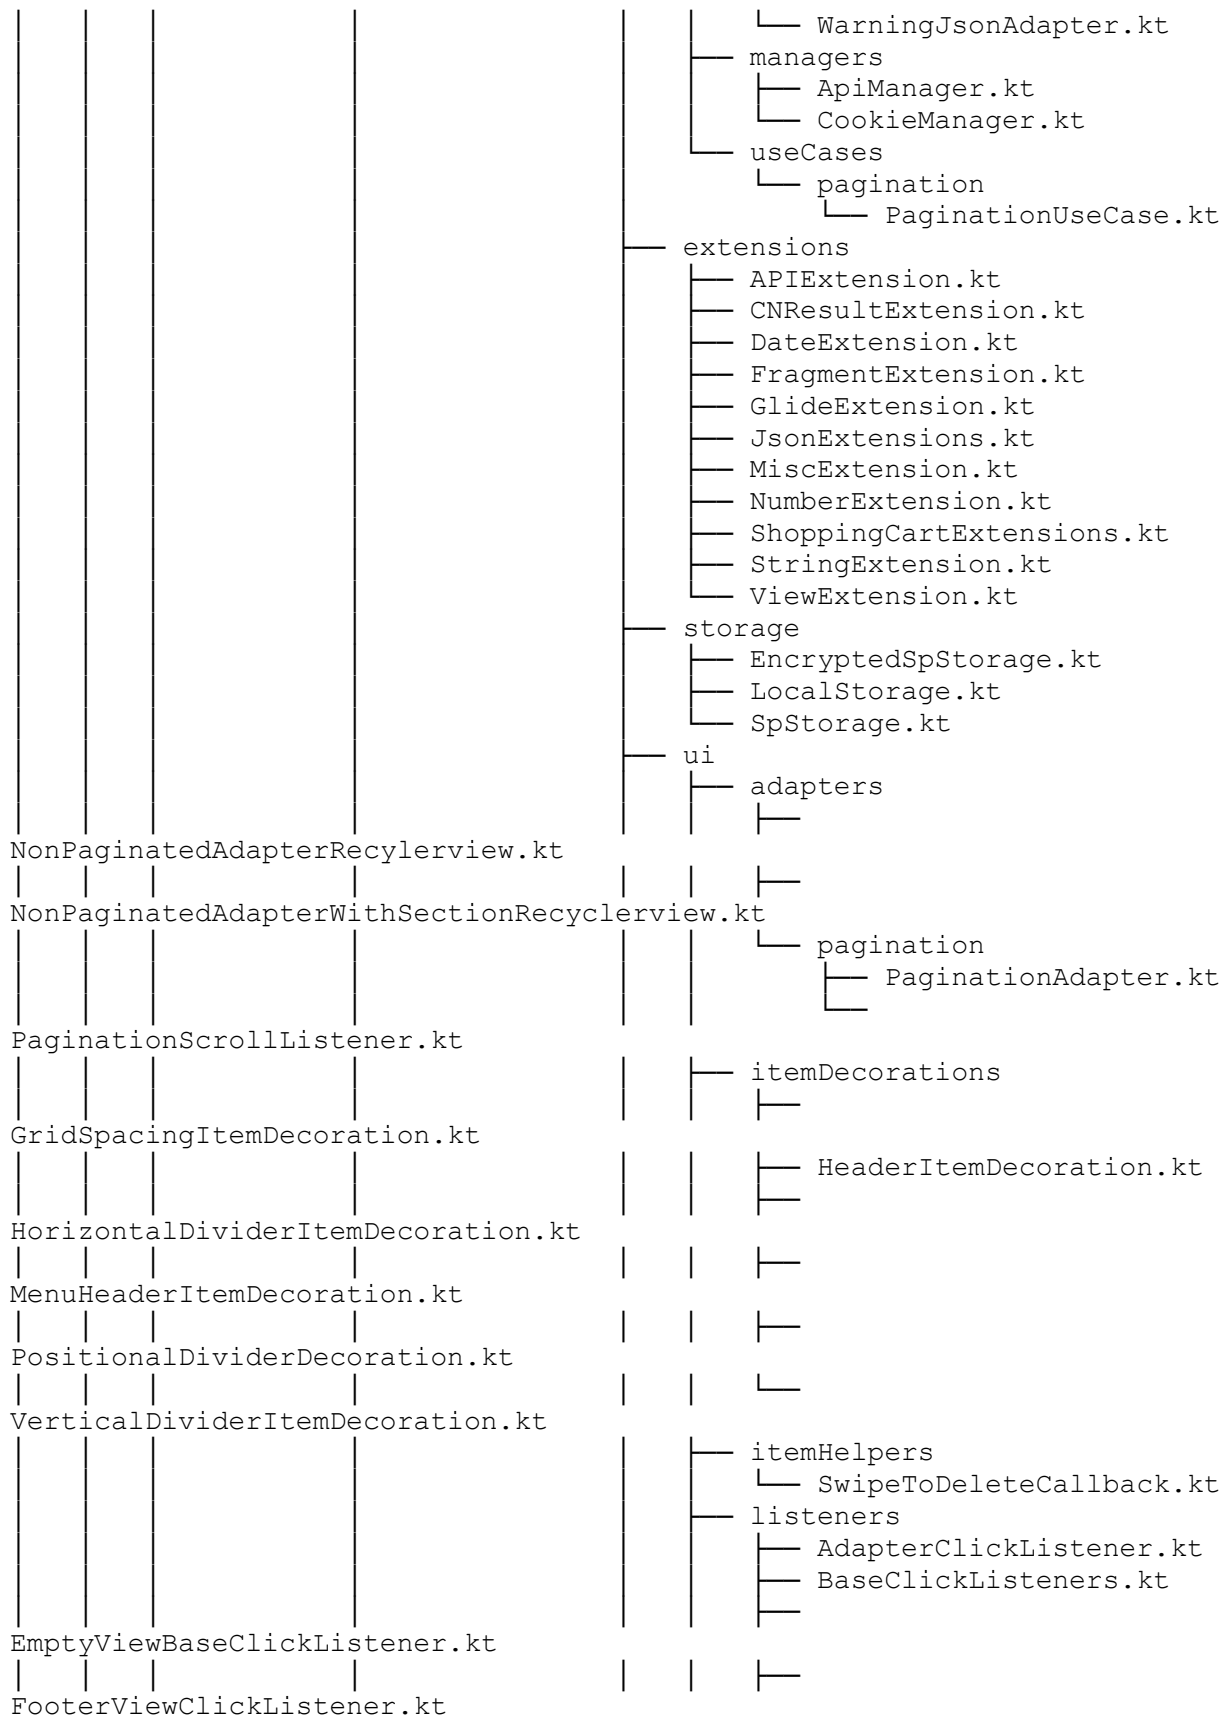 │   │   │           │               │   │   └── WarningJsonAdapter.kt
│   │   │           │               │   ├── managers
│   │   │           │               │   │   ├── ApiManager.kt
│   │   │           │               │   │   └── CookieManager.kt
│   │   │           │               │   └── useCases
│   │   │           │               │       └── pagination
│   │   │           │               │           └── PaginationUseCase.kt
│   │   │           │               ├── extensions
│   │   │           │               │   ├── APIExtension.kt
│   │   │           │               │   ├── CNResultExtension.kt
│   │   │           │               │   ├── DateExtension.kt
│   │   │           │               │   ├── FragmentExtension.kt
│   │   │           │               │   ├── GlideExtension.kt
│   │   │           │               │   ├── JsonExtensions.kt
│   │   │           │               │   ├── MiscExtension.kt
│   │   │           │               │   ├── NumberExtension.kt
│   │   │           │               │   ├── ShoppingCartExtensions.kt
│   │   │           │               │   ├── StringExtension.kt
│   │   │           │               │   └── ViewExtension.kt
│   │   │           │               ├── storage
│   │   │           │               │   ├── EncryptedSpStorage.kt
│   │   │           │               │   ├── LocalStorage.kt
│   │   │           │               │   └── SpStorage.kt
│   │   │           │               ├── ui
│   │   │           │               │   ├── adapters
│   │   │           │               │   │   ├──
NonPaginatedAdapterRecylerview.kt
│   │   │           │               │   │   ├──
NonPaginatedAdapterWithSectionRecyclerview.kt
│   │   │           │               │   │   └── pagination
│   │   │           │               │   │       ├── PaginationAdapter.kt
│   │   │           │               │   │       └──
PaginationScrollListener.kt
│   │   │           │               │   ├── itemDecorations
│   │   │           │               │   │   ├──
GridSpacingItemDecoration.kt
│   │   │           │               │   │   ├── HeaderItemDecoration.kt
│   │   │           │               │   │   ├──
HorizontalDividerItemDecoration.kt
│   │   │           │               │   │   ├──
MenuHeaderItemDecoration.kt
│   │   │           │               │   │   ├──
PositionalDividerDecoration.kt
│   │   │           │               │   │   └──
VerticalDividerItemDecoration.kt
│   │   │           │               │   ├── itemHelpers
│   │   │           │               │   │   └── SwipeToDeleteCallback.kt
│   │   │           │               │   ├── listeners
│   │   │           │               │   │   ├── AdapterClickListener.kt
│   │   │           │               │   │   ├── BaseClickListeners.kt
│   │   │           │               │   │   ├──
EmptyViewBaseClickListener.kt
│   │   │           │               │   │   ├──
FooterViewClickListener.kt